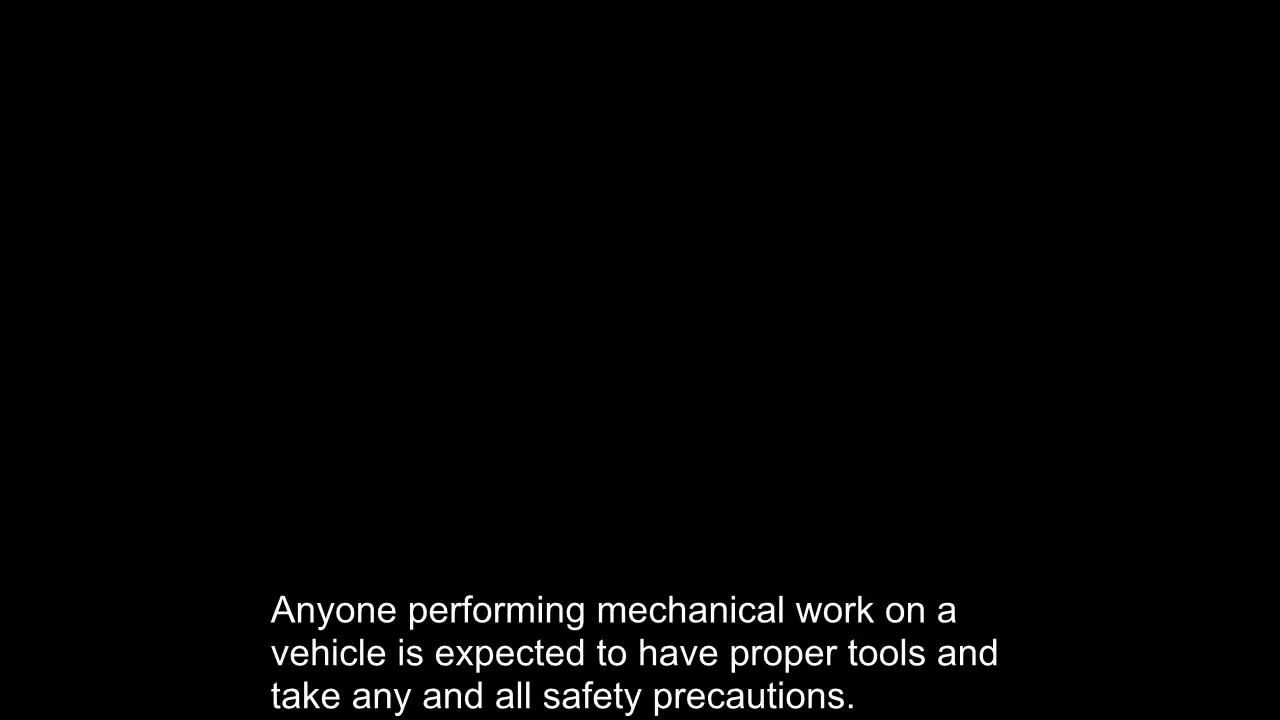 Anyone performing mechanical work on a
vehicle is expected to have proper tools and
take any and all safety precautions.